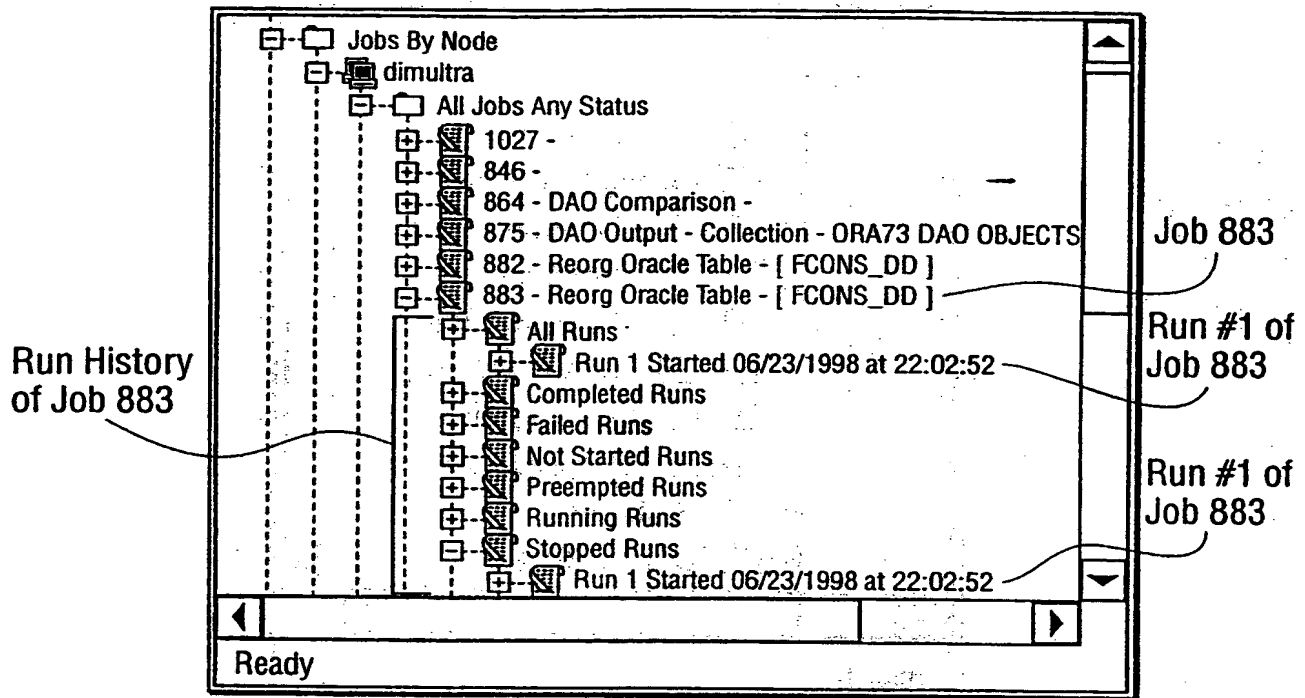 Jobs By Node
dimultra
All Jobs Any Status
1027 -
846 -
864 - DAO Comparison -
875 - DAO Output - Collection - ORA73 DAO OBJECTS
882 - Reorg Oracle Table - [ FCONS_DD ]
883 - Reorg Oracle Table - [ FCONS_DD ]
All Runs
Run 1 Started 06/23/1998 at 22:02:52
Completed Runs
Failed Runs
Not Started Runs
Preempted Runs
Running Runs
Stopped Runs
Run 1 Started 06/23/1998 at 22:02:52
Ready
Run History
of Job 883
Job 883
Run #1 of
Job 883
Run #1 of
Job 883